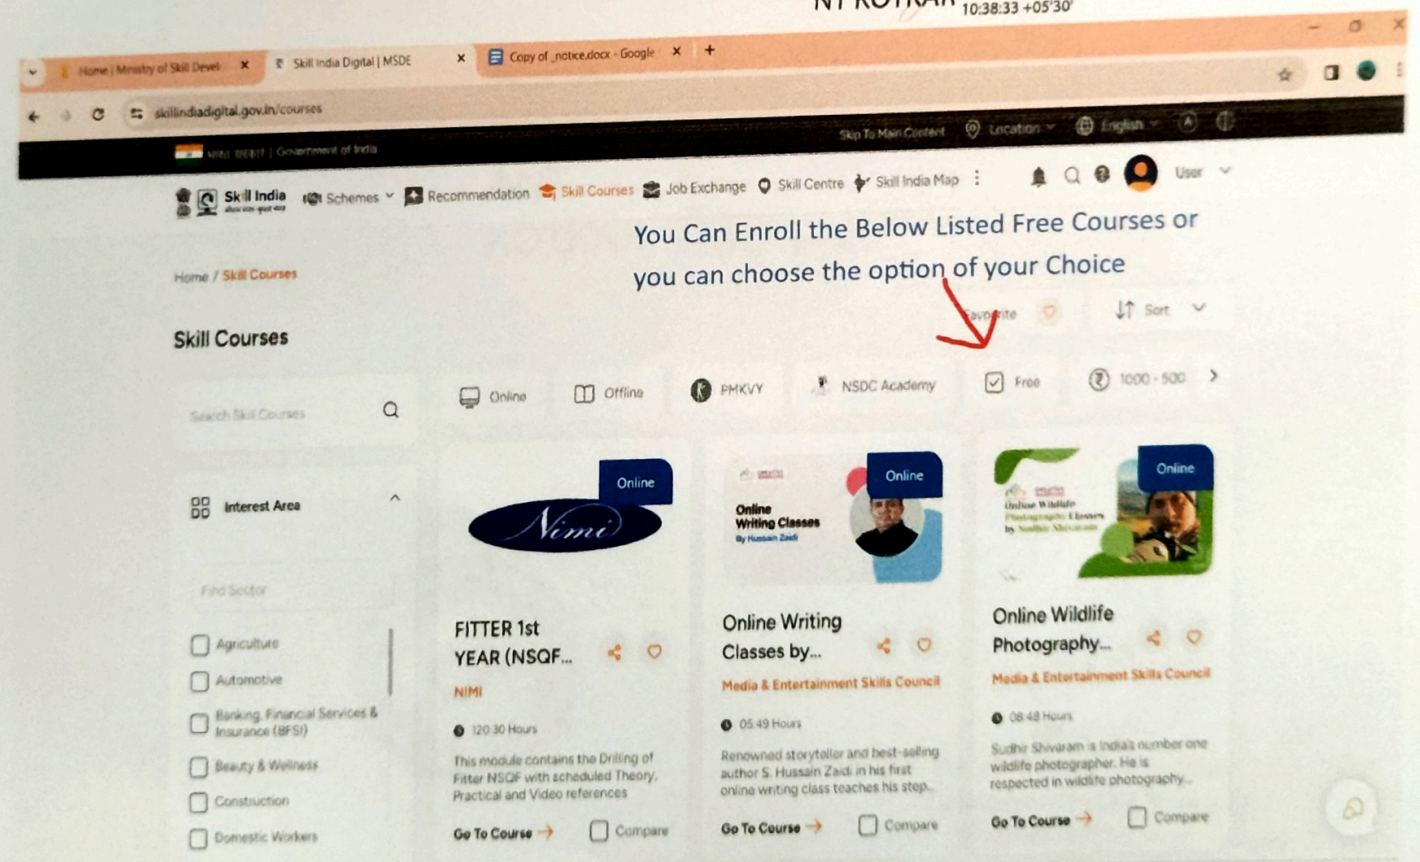 10:38:33 +05'30'
Home | Ministry of Skill Devel
Skill India Digital | MSDE
Copy of _notice.docx - Google
skillindiadigital.gov.in/courses
Skip To Main Content
Location
English
A
भारत सरकार | Government of India
Skill India
Schemes
Recommendation
Skill Courses
Job Exchange
Skill Centre
Skill India Map
User
You Can Enroll the Below Listed Free Courses or
you can choose the option of your Choice
Home / Skill Courses
Favourite
Sort
Skill Courses
Search Skill Courses
Online
Offline
PMKVY
NSDC Academy
Free
1000 - 500
Interest Area
Find Sector
Agriculture
Automotive
Banking, Financial Services &
Insurance (BFSI)
Beauty & Wellness
Construction
Domestic Workers
Online
Nimi
FITTER 1st
YEAR (NSQF...
NIMI
120:30 Hours
This module contains the Drilling of
Fitter NSQF with scheduled Theory,
Practical and Video references
Go To Course
Compare
Online
Online
Writing Classes
By Hussain Zaidi
Online Writing
Classes by...
Media & Entertainment Skills Council
05:49 Hours
Renowned storyteller and best-selling
author S. Hussain Zaidi in his first
online writing class teaches his step...
Go To Course
Compare
Online
Online Wildlife
Photography Classes
by Sudhir Shivaram
Online Wildlife
Photography...
Media & Entertainment Skills Council
08:48 Hours
Sudhir Shivaram is India's number one
wildlife photographer. He is
respected in wildlife photography...
Go To Course
Compare